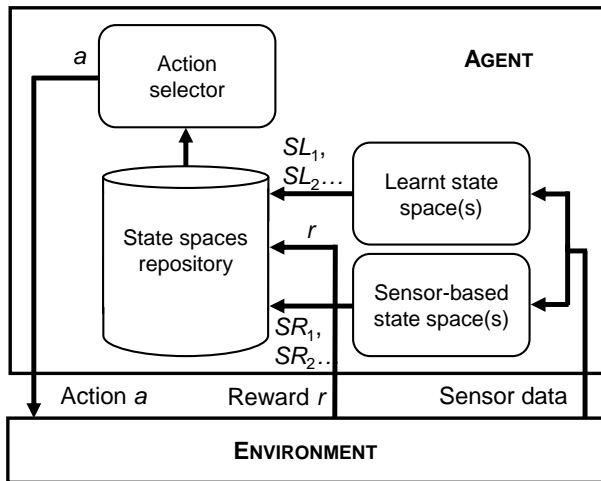 a
Action
selector
AGENT
SL1,
SL2...
Learnt state
space(s)
State spaces
repository
r
Sensor-based
state space(s)
SR1,
SR2...
Action a
Reward r
Sensor data
ENVIRONMENT